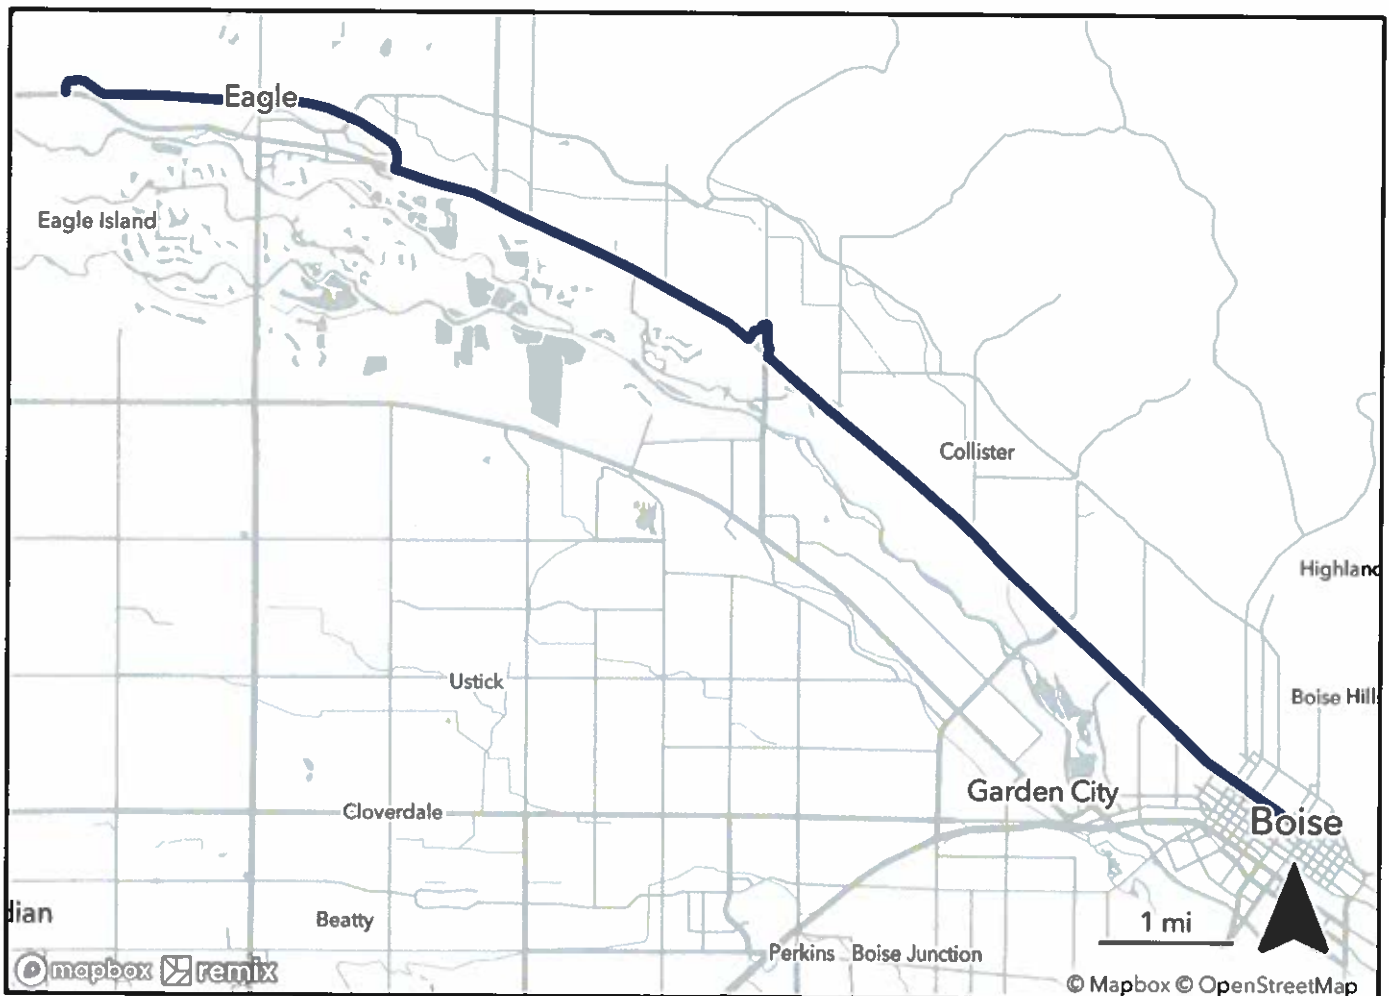 Eagle
Eagle Island
Collister
Highland
Ustick
Boise Hill
Garden City
Cloverdale
Boise
dian
Beatty
1 mi
Perkins
Boise Junction
mapbox remix
© Mapbox © OpenStreetMap